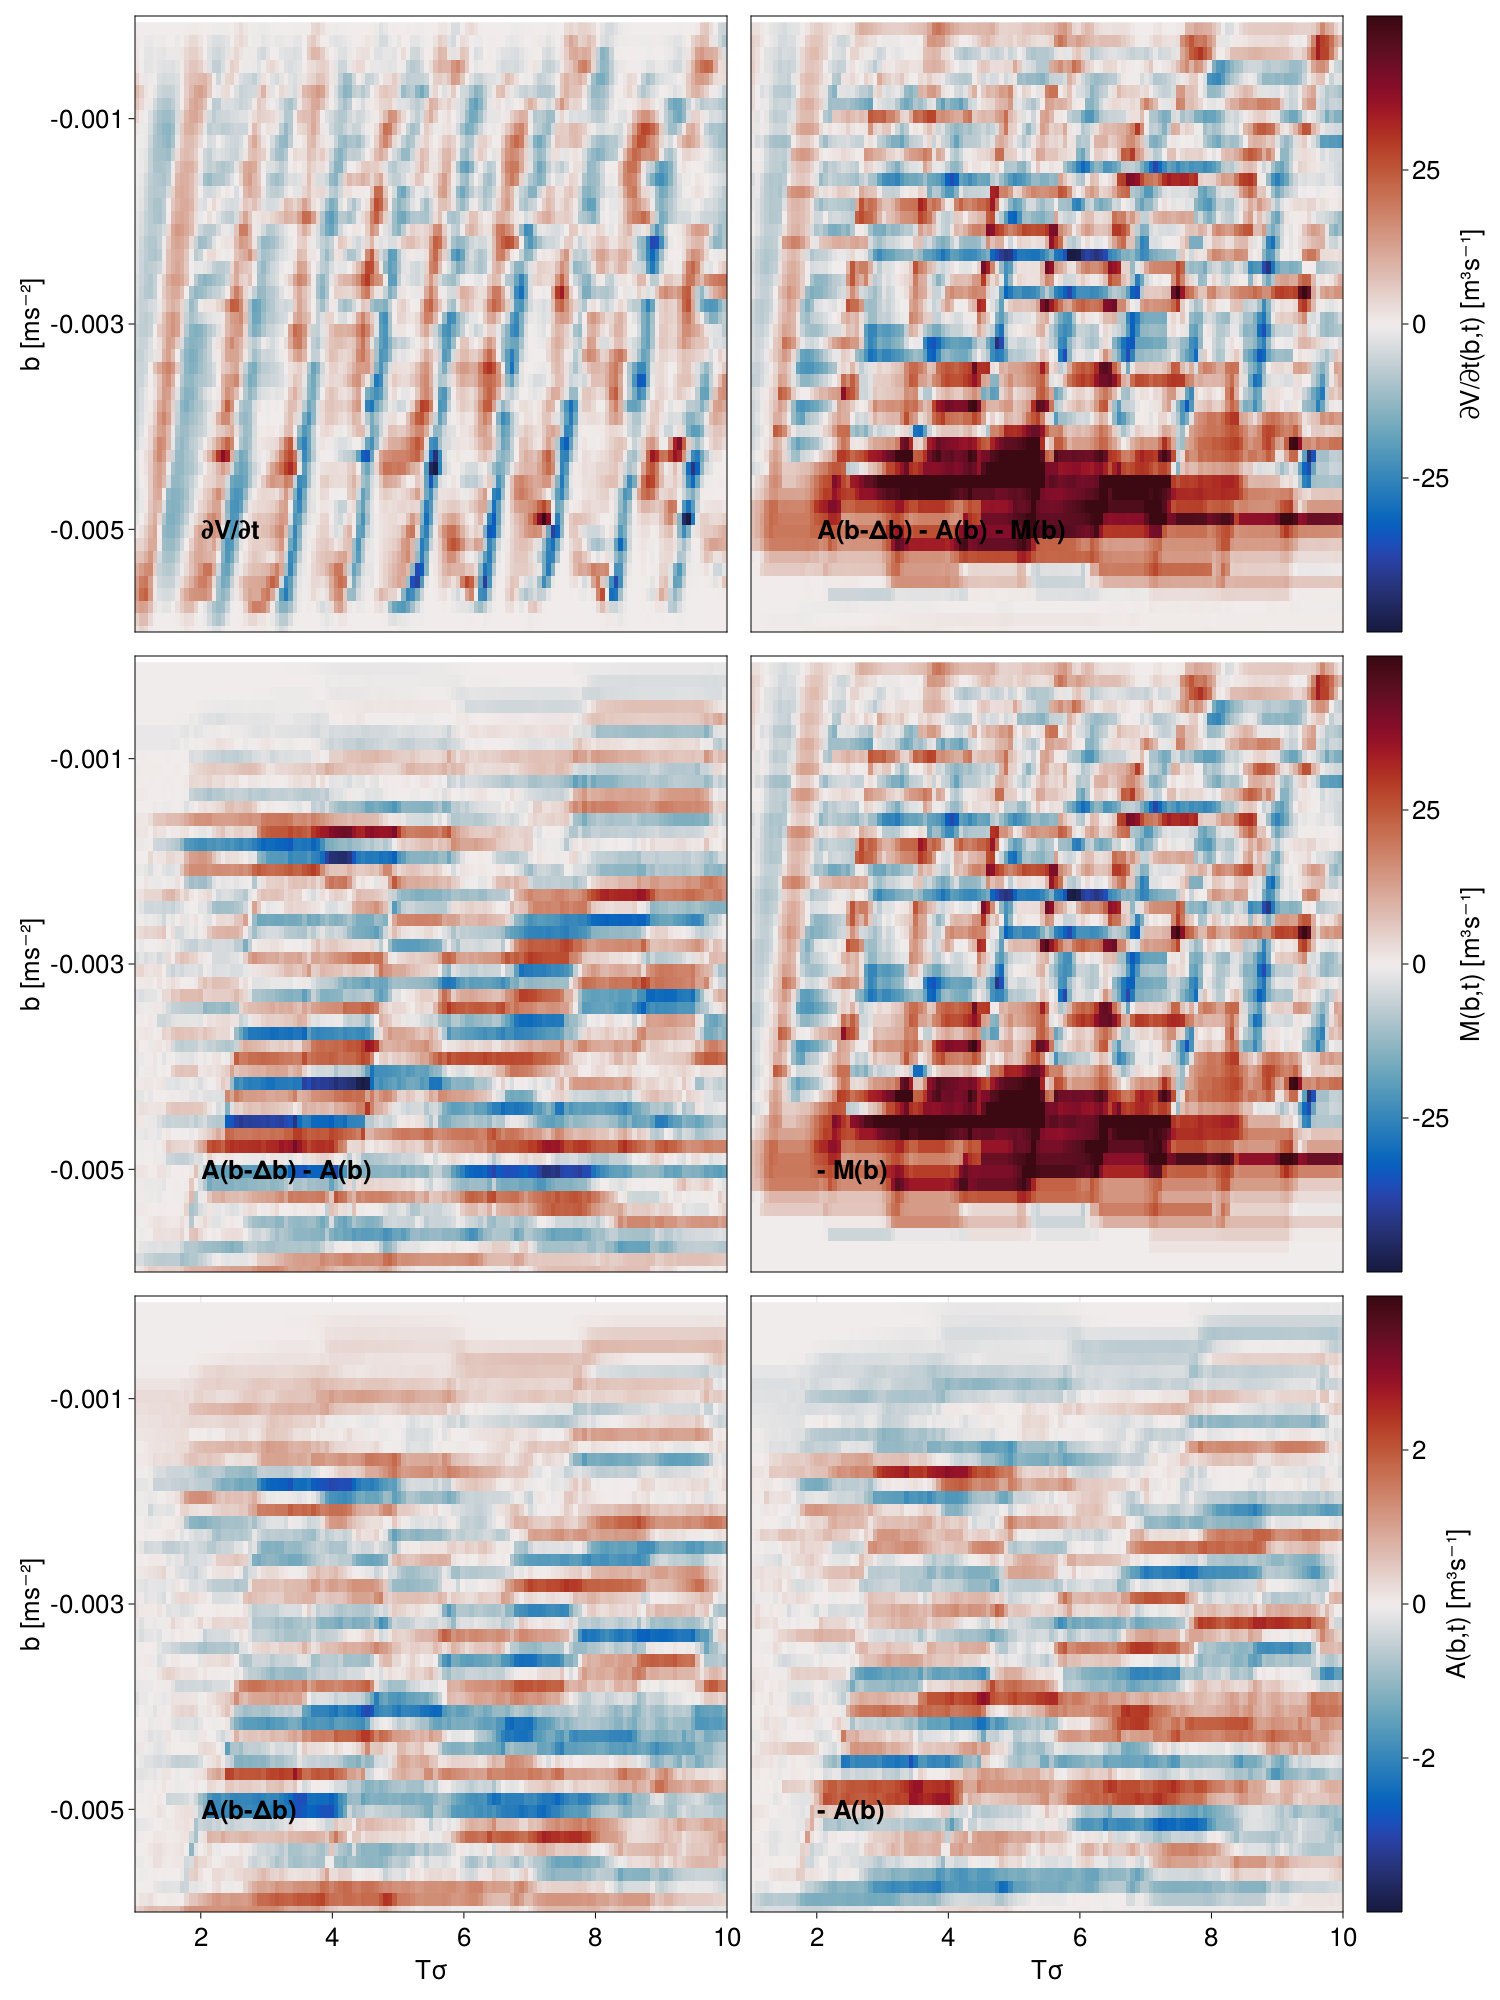 -0.001
-0.003
-0.005
b [ms⁻²]
∂V/∂t
A(b-Δb) - A(b) - M(b)
25
0
-25
∂V/∂t(b,t) [m³s⁻¹]
-0.001
-0.003
-0.005
b [ms⁻²]
A(b-Δb) - A(b)
- M(b)
25
0
-25
M(b,t) [m³s⁻¹]
-0.001
-0.003
-0.005
b [ms⁻²]
A(b-Δb)
- A(b)
2
0
-2
A(b,t) [m³s⁻¹]
2 4 6 8 10
Tσ
2 4 6 8 10
Tσ